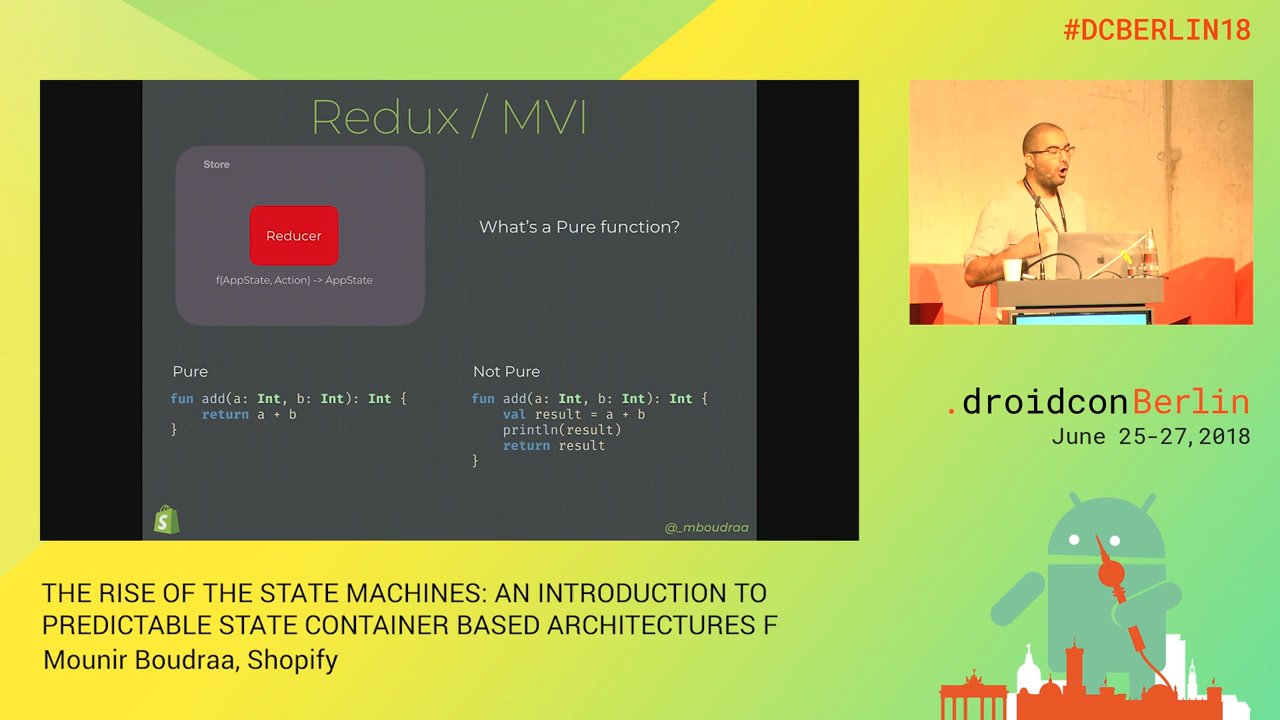 #DCBERLIN18
Redux / MVI
Store
Reducer
f(AppState, Action) -> AppState
What's a Pure function?
Pure
fun add(a: Int, b: Int): Int {
    return a + b
}
Not Pure
fun add(a: Int, b: Int): Int {
    val result = a + b
    println(result)
    return result
}
@_mboudraa
.droidconBerlin
June 25-27, 2018
THE RISE OF THE STATE MACHINES: AN INTRODUCTION TO
PREDICTABLE STATE CONTAINER BASED ARCHITECTURES F
Mounir Boudraa, Shopify